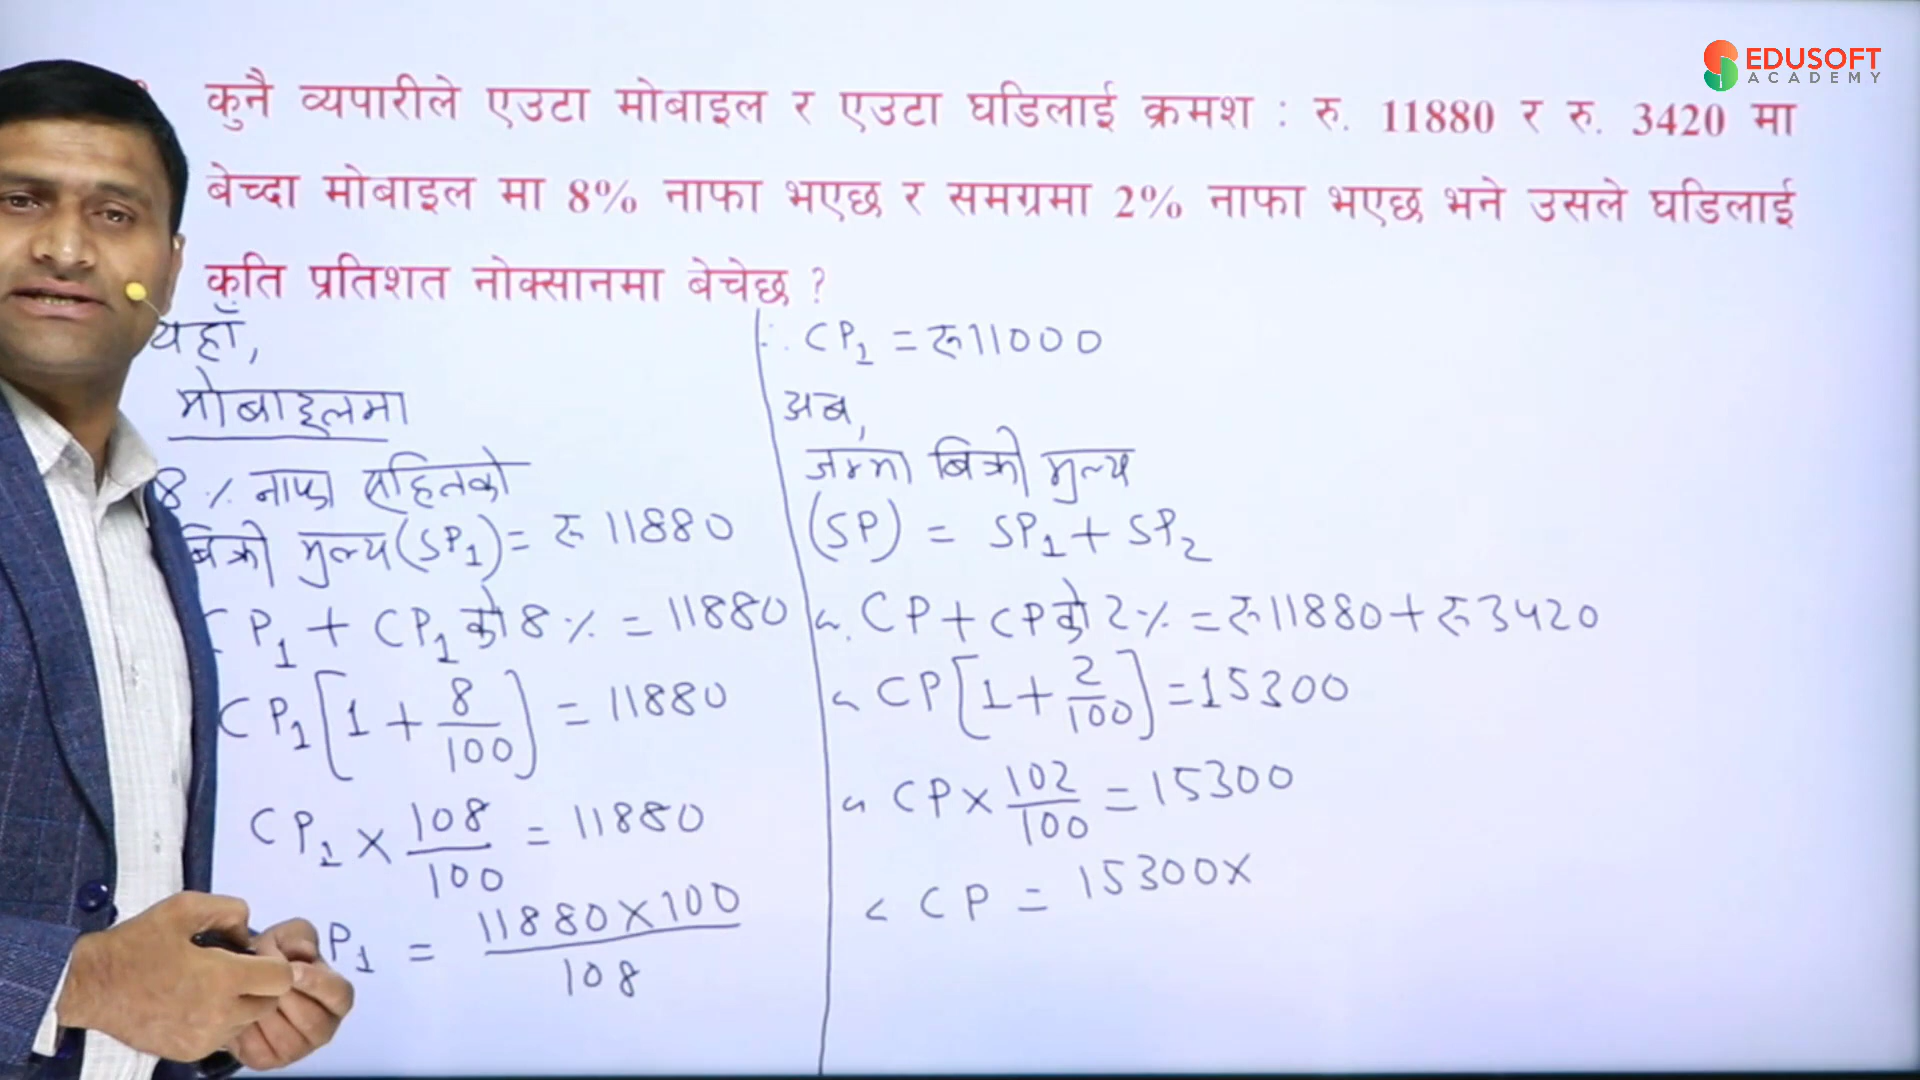 EDUSOFT
ACADEMY
कुनै व्यपारीले एउटा मोबाइल र एउटा घडिलाई क्रमश : रु. 11880 र रु. 3420 मा
बेच्दा मोबाइल मा 8% नाफा भएछ र समग्रमा 2% नाफा भएछ भने उसले घडिलाई
कति प्रतिशत नोक्सानमा बेचेछ ?
यहाँ,
मोबाइलमा
8 % नाफा सहितको
बिक्री मुल्य (SP1) = रू 11880
CP1 + CP1 को 8 % = 11880
CP1 [1 + 8/100] = 11880
CP1 × 108/100 = 11880
P1 = 11880 × 100 / 108
∴ CP1 = रू 11000
अब,
जम्मा बिक्री मुल्य
(SP) = SP1 + SP2
CP + CP को 2 % = रू 11880 + रू 3420
CP [1 + 2/100] = 15300
CP × 102/100 = 15300
CP = 15300 ×